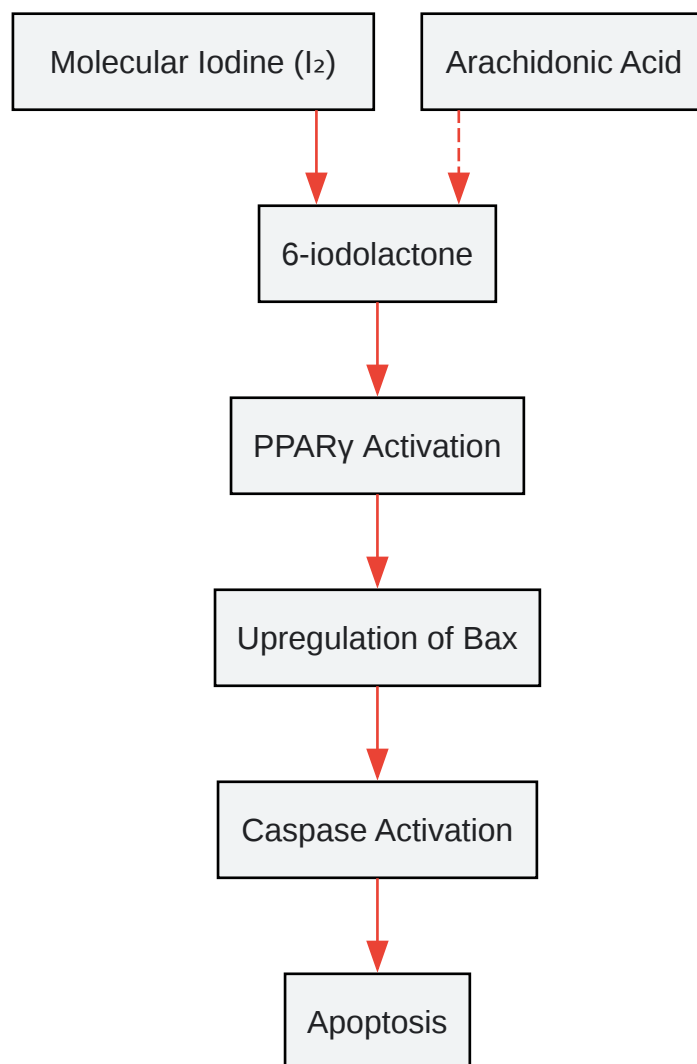 Molecular Iodine (I₂)
Arachidonic Acid
6-iodolactone
PPARγ Activation
Upregulation of Bax
Caspase Activation
Apoptosis